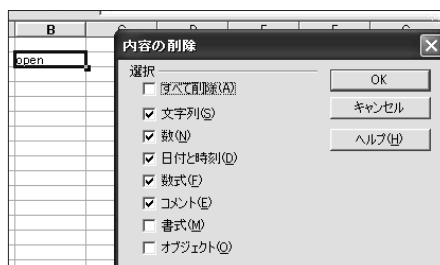 B
open
内容の削除
選択
すべて削除(A)
文字列(S)
数(N)
日付と時刻(D)
数式(F)
コメント(E)
書式(M)
オブジェクト(O)
OK
キャンセル
ヘルプ(H)